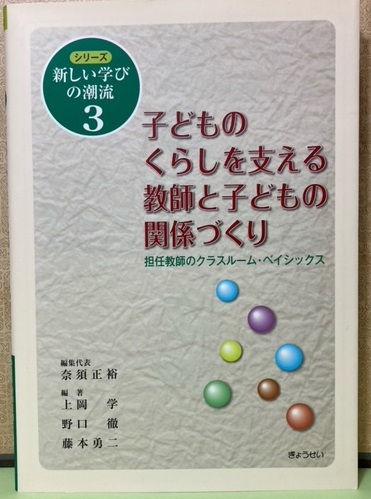 シリーズ
新しい学び
の潮流
3
子どもの
くらしを支える
教師と子どもの
関係づくり
担任教師のクラスルーム・ベイシックス
編集代表
奈須正裕
編著
上岡 学
野口 徹
藤本勇二
ぎょうせい